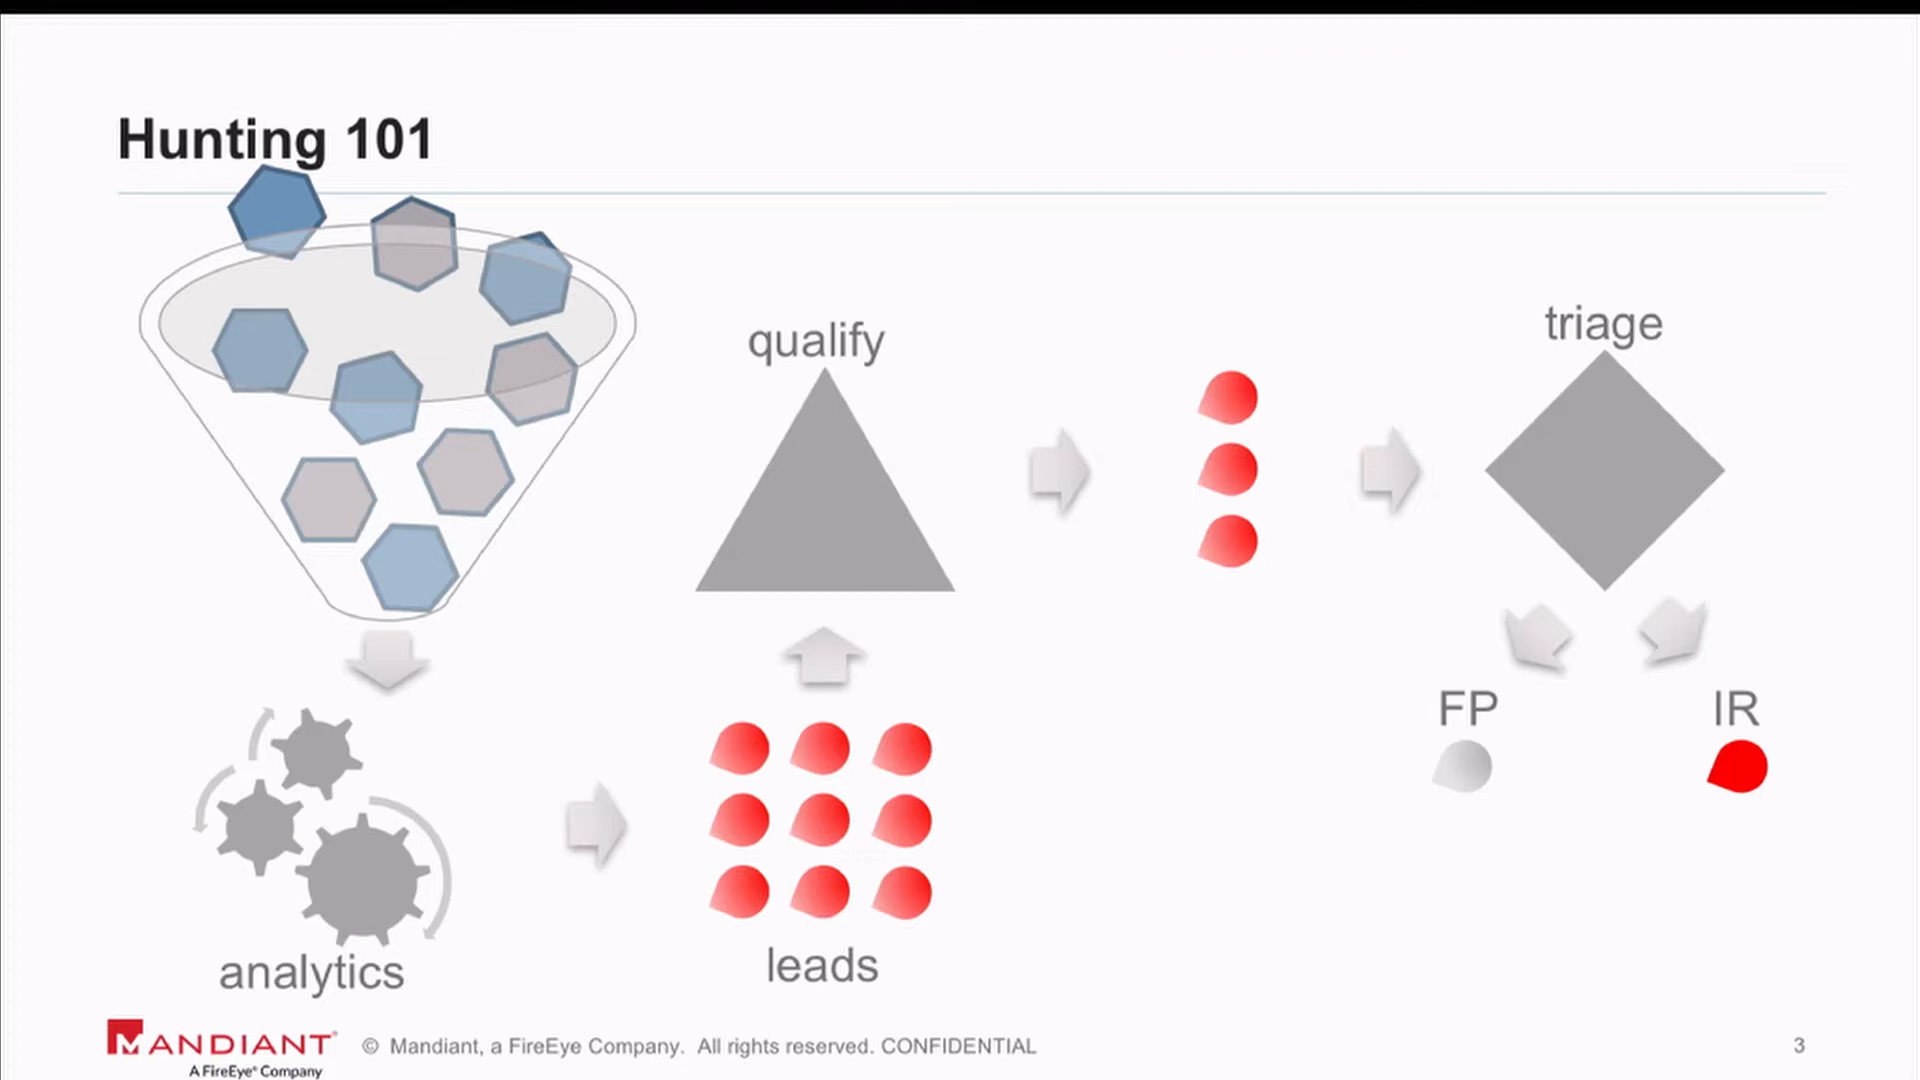 Hunting 101
qualify
triage
FP
IR
analytics
leads
MANDIANT
A FireEye® Company
© Mandiant, a FireEye Company. All rights reserved. CONFIDENTIAL
3